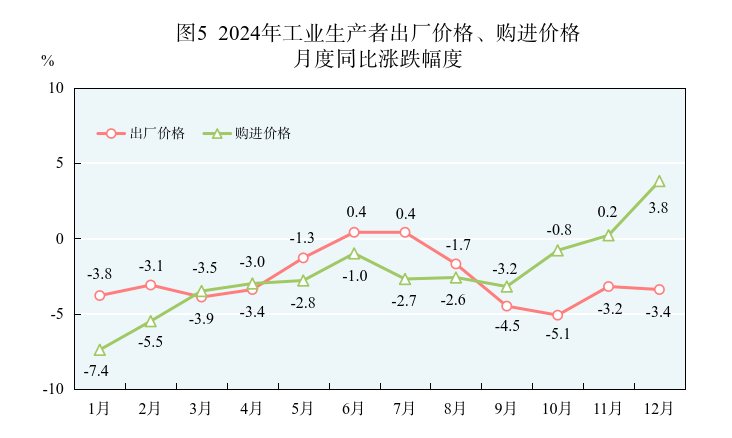 图5 2024年工业生产者出厂价格、购进价格
月度同比涨跌幅度
%
10
出厂价格 购进价格
5
3.8
0.4 0.4 0.2
-1.3 -1.7 -0.8
0
-3.8 -3.1 -3.5 -3.0 -1.0 -3.2
-2.8 -2.7 -2.6
-5
-5.5 -3.9 -3.4 -4.5 -5.1 -3.2 -3.4
-7.4
-10
1月 2月 3月 4月 5月 6月 7月 8月 9月 10月 11月 12月